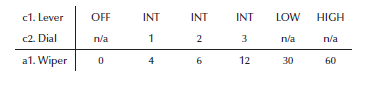 c1. Lever OFF INT INT INT LOW HIGH
c2. Dial n/a 1 2 3 n/a n/a
a1. Wiper 0 4 6 12 30 60